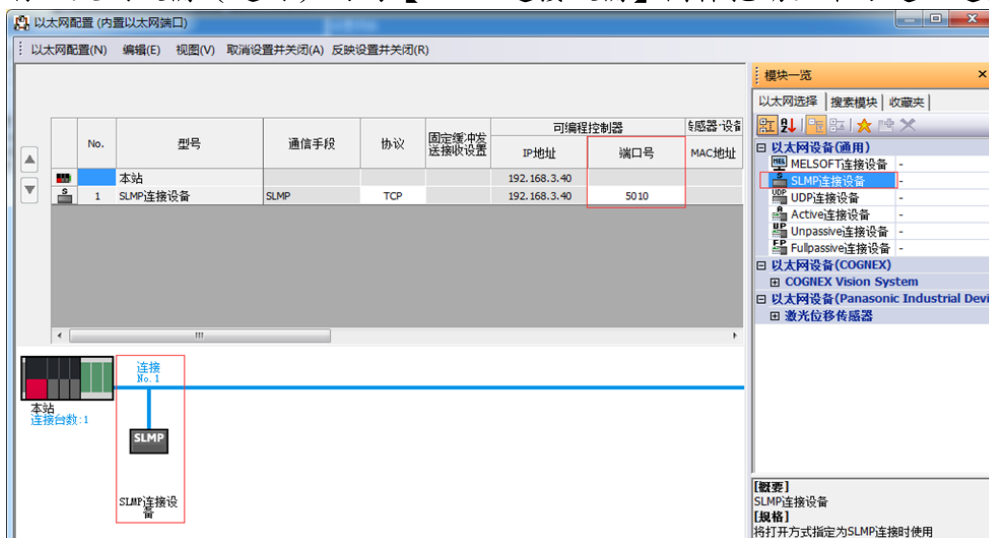 以太网配置 (内置以太网端口)
以太网配置(N) 编辑(E) 视图(V) 取消设置并关闭(A) 反映设置并关闭(R)
模块一览
以太网选择 搜索模块 收藏夹
No. 型号 通信手段 协议 固定缓冲发送接收设置 可编程控制器 传感器·设备
IP地址 端口号 MAC地址
本站 192.168.3.40
1 SLMP连接设备 SLMP TCP 192.168.3.40 5010
以太网设备(通用)
MELSOFT连接设备 -
SLMP连接设备 -
UDP连接设备 -
Active连接设备 -
Unpassive连接设备 -
Fullpassive连接设备 -
以太网设备(COGNEX)
COGNEX Vision System
以太网设备(Panasonic Industrial Devi
激光位移传感器
连接
No.1
本站
连接台数:1
SLMP
SLMP连接设
备
[概要]
SLMP连接设备
[规格]
将打开方式指定为SLMP连接时使用